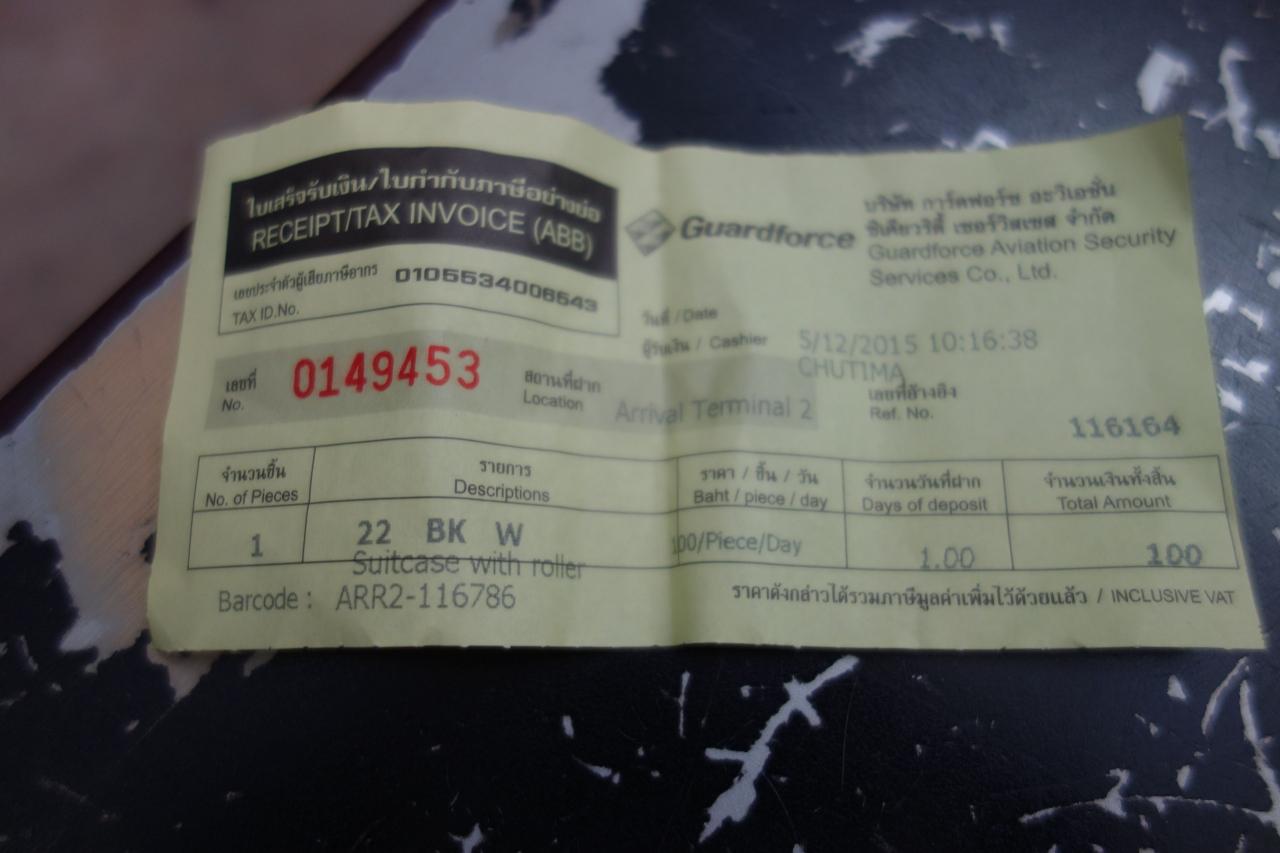 ใบเสร็จรับเงิน/ใบกำกับภาษีอย่างย่อ
RECEIPT/TAX INVOICE (ABB)
เลขประจำตัวผู้เสียภาษีอากร 0105534006543
TAX ID.No.
Guardforce
บริษัท การ์ดฟอร์ซ อะวิเอชั่น
ซีเคียวริตี้ เซอร์วิสเซส จำกัด
Guardforce Aviation Security
Services Co., Ltd.
วันที่ / Date 5/12/2015 10:16:38
ผู้รับเงิน / Cashier CHUTIMA
เลขที่ 0149453
No.
สถานที่ฝาก
Location Arrival Terminal 2
เลขที่อ้างอิง
Ref. No. 116164
จำนวนชิ้น รายการ ราคา / ชิ้น / วัน จำนวนวันที่ฝาก จำนวนเงินทั้งสิ้น
No. of Pieces Descriptions Baht / piece / day Days of deposit Total Amount
1 22 BK W 100/Piece/Day 1.00 100
Suitcase with roller
Barcode : ARR2-116786
ราคาดังกล่าวได้รวมภาษีมูลค่าเพิ่มไว้ด้วยแล้ว / INCLUSIVE VAT